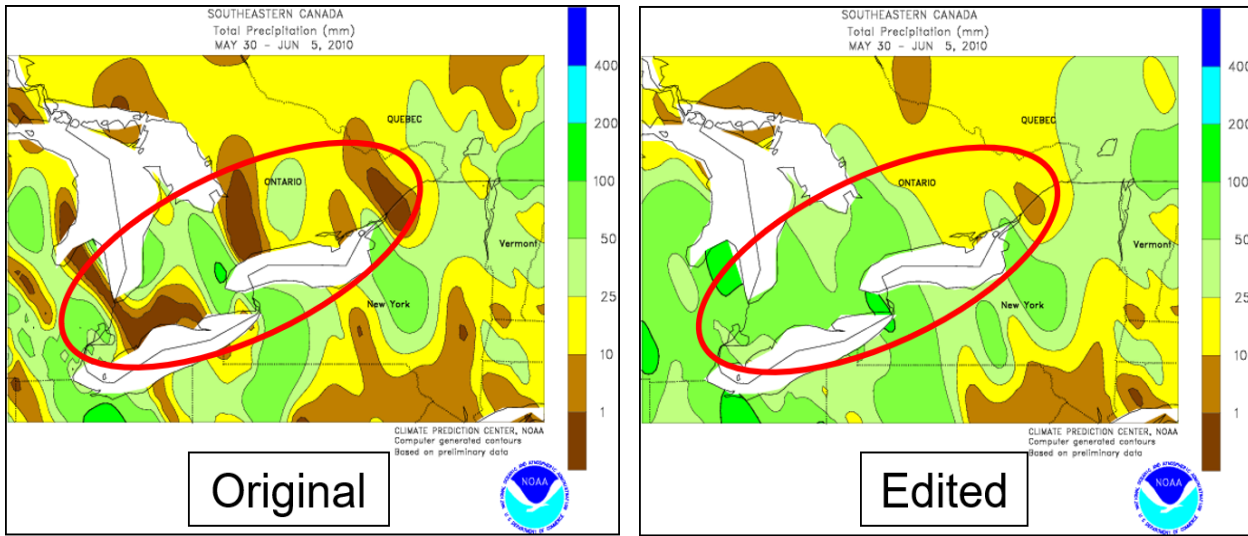 SOUTHEASTERN CANADA
Total Precipitation (mm)
MAY 30 - JUN 5, 2010
QUEBEC
ONTARIO
Vermont
New York
400
200
100
50
25
10
1
CLIMATE PREDICTION CENTER, NOAA
Computer generated contours
Based on preliminary data
NOAA
Original
SOUTHEASTERN CANADA
Total Precipitation (mm)
MAY 30 - JUN 5, 2010
QUEBEC
ONTARIO
Vermont
New York
400
200
100
50
25
10
1
CLIMATE PREDICTION CENTER, NOAA
Computer generated contours
Based on preliminary data
NOAA
Edited